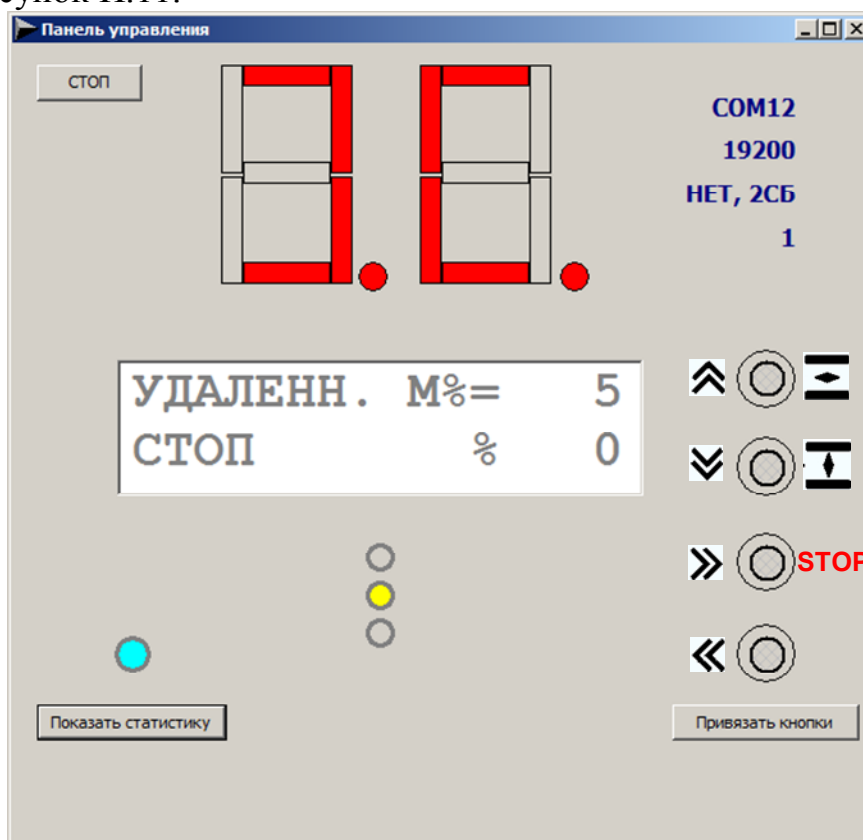 Панель управления
СТОП
COM12
19200
НЕТ, 2СБ
1
УДАЛЕНН. М%= 5
СТОП % 0
STOP
Показать статистику
Привязать кнопки